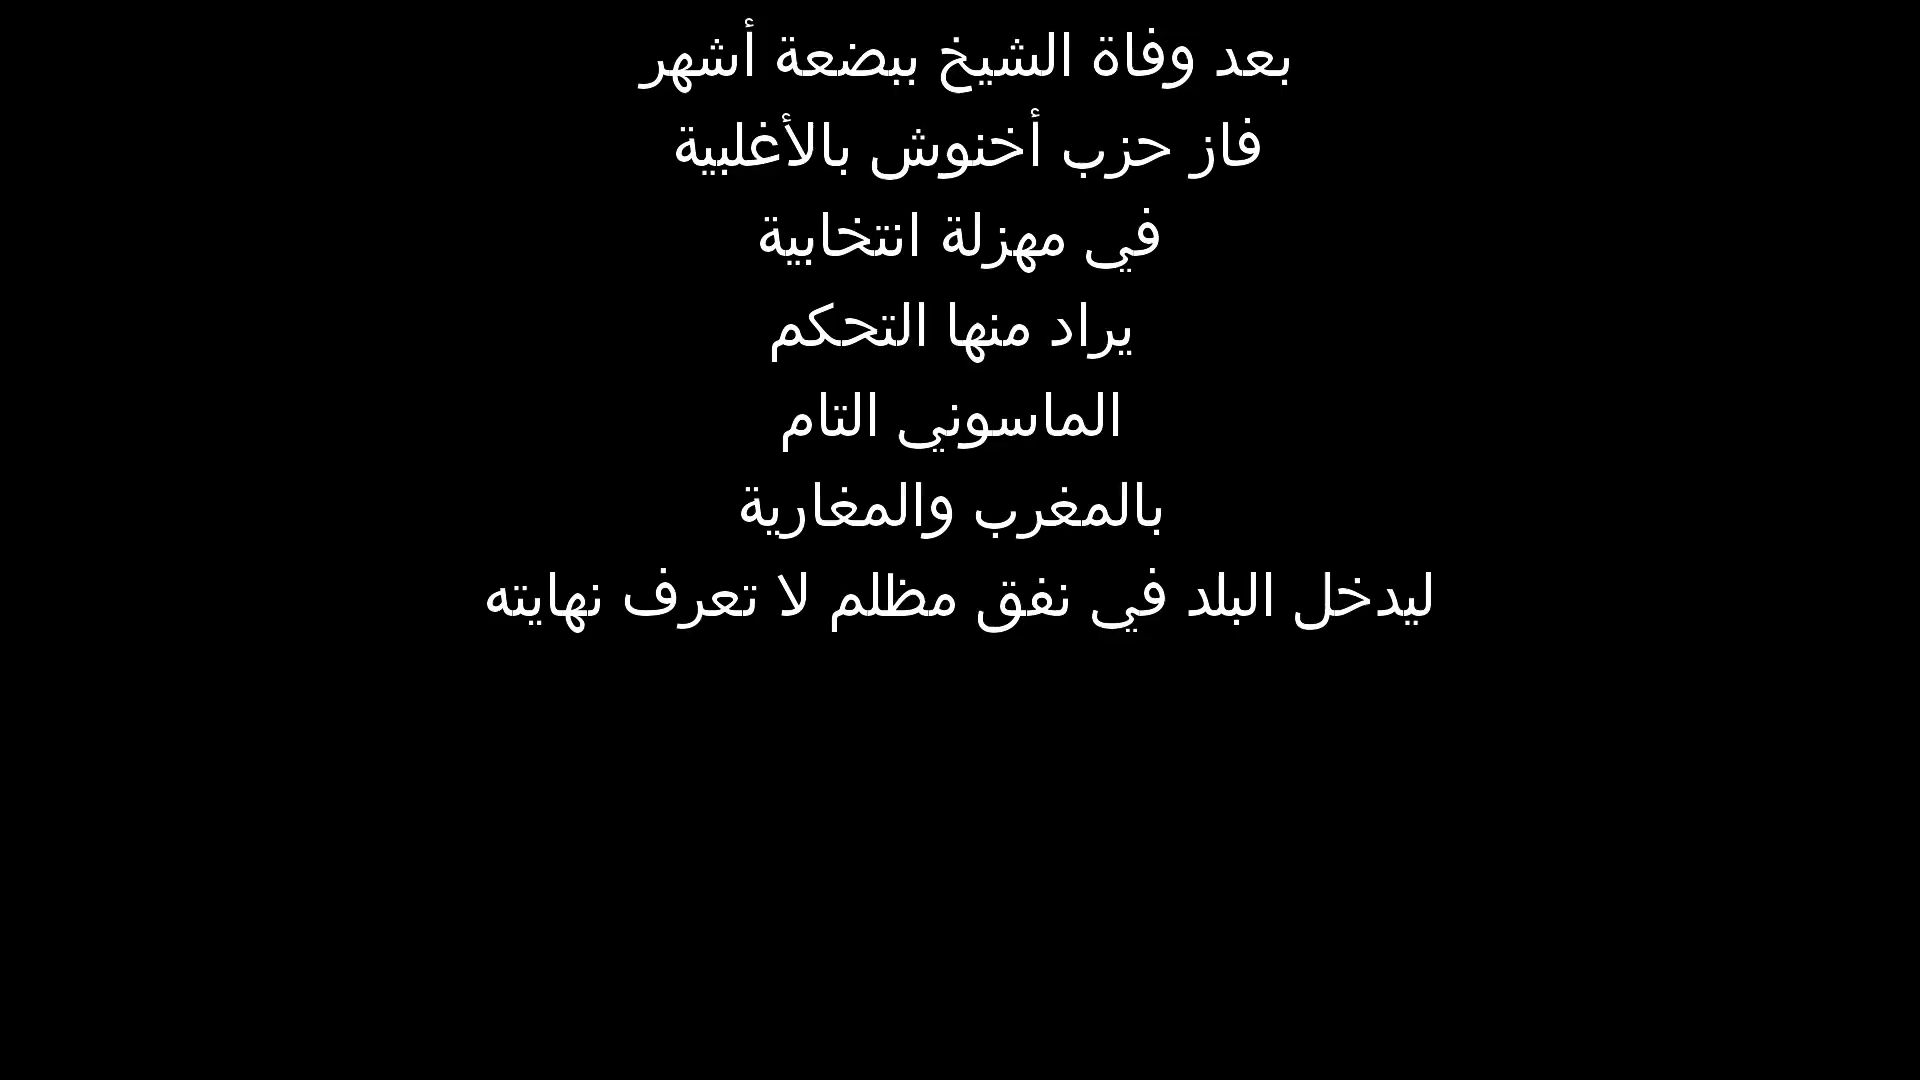 بعد وفاة الشيخ ببضعة أشهر
فاز حزب أخنوش بالأغلبية
في مهزلة انتخابية
يراد منها التحكم
الماسوني التام
بالمغرب والمغاربة
ليدخل البلد في نفق مظلم لا تعرف نهايته